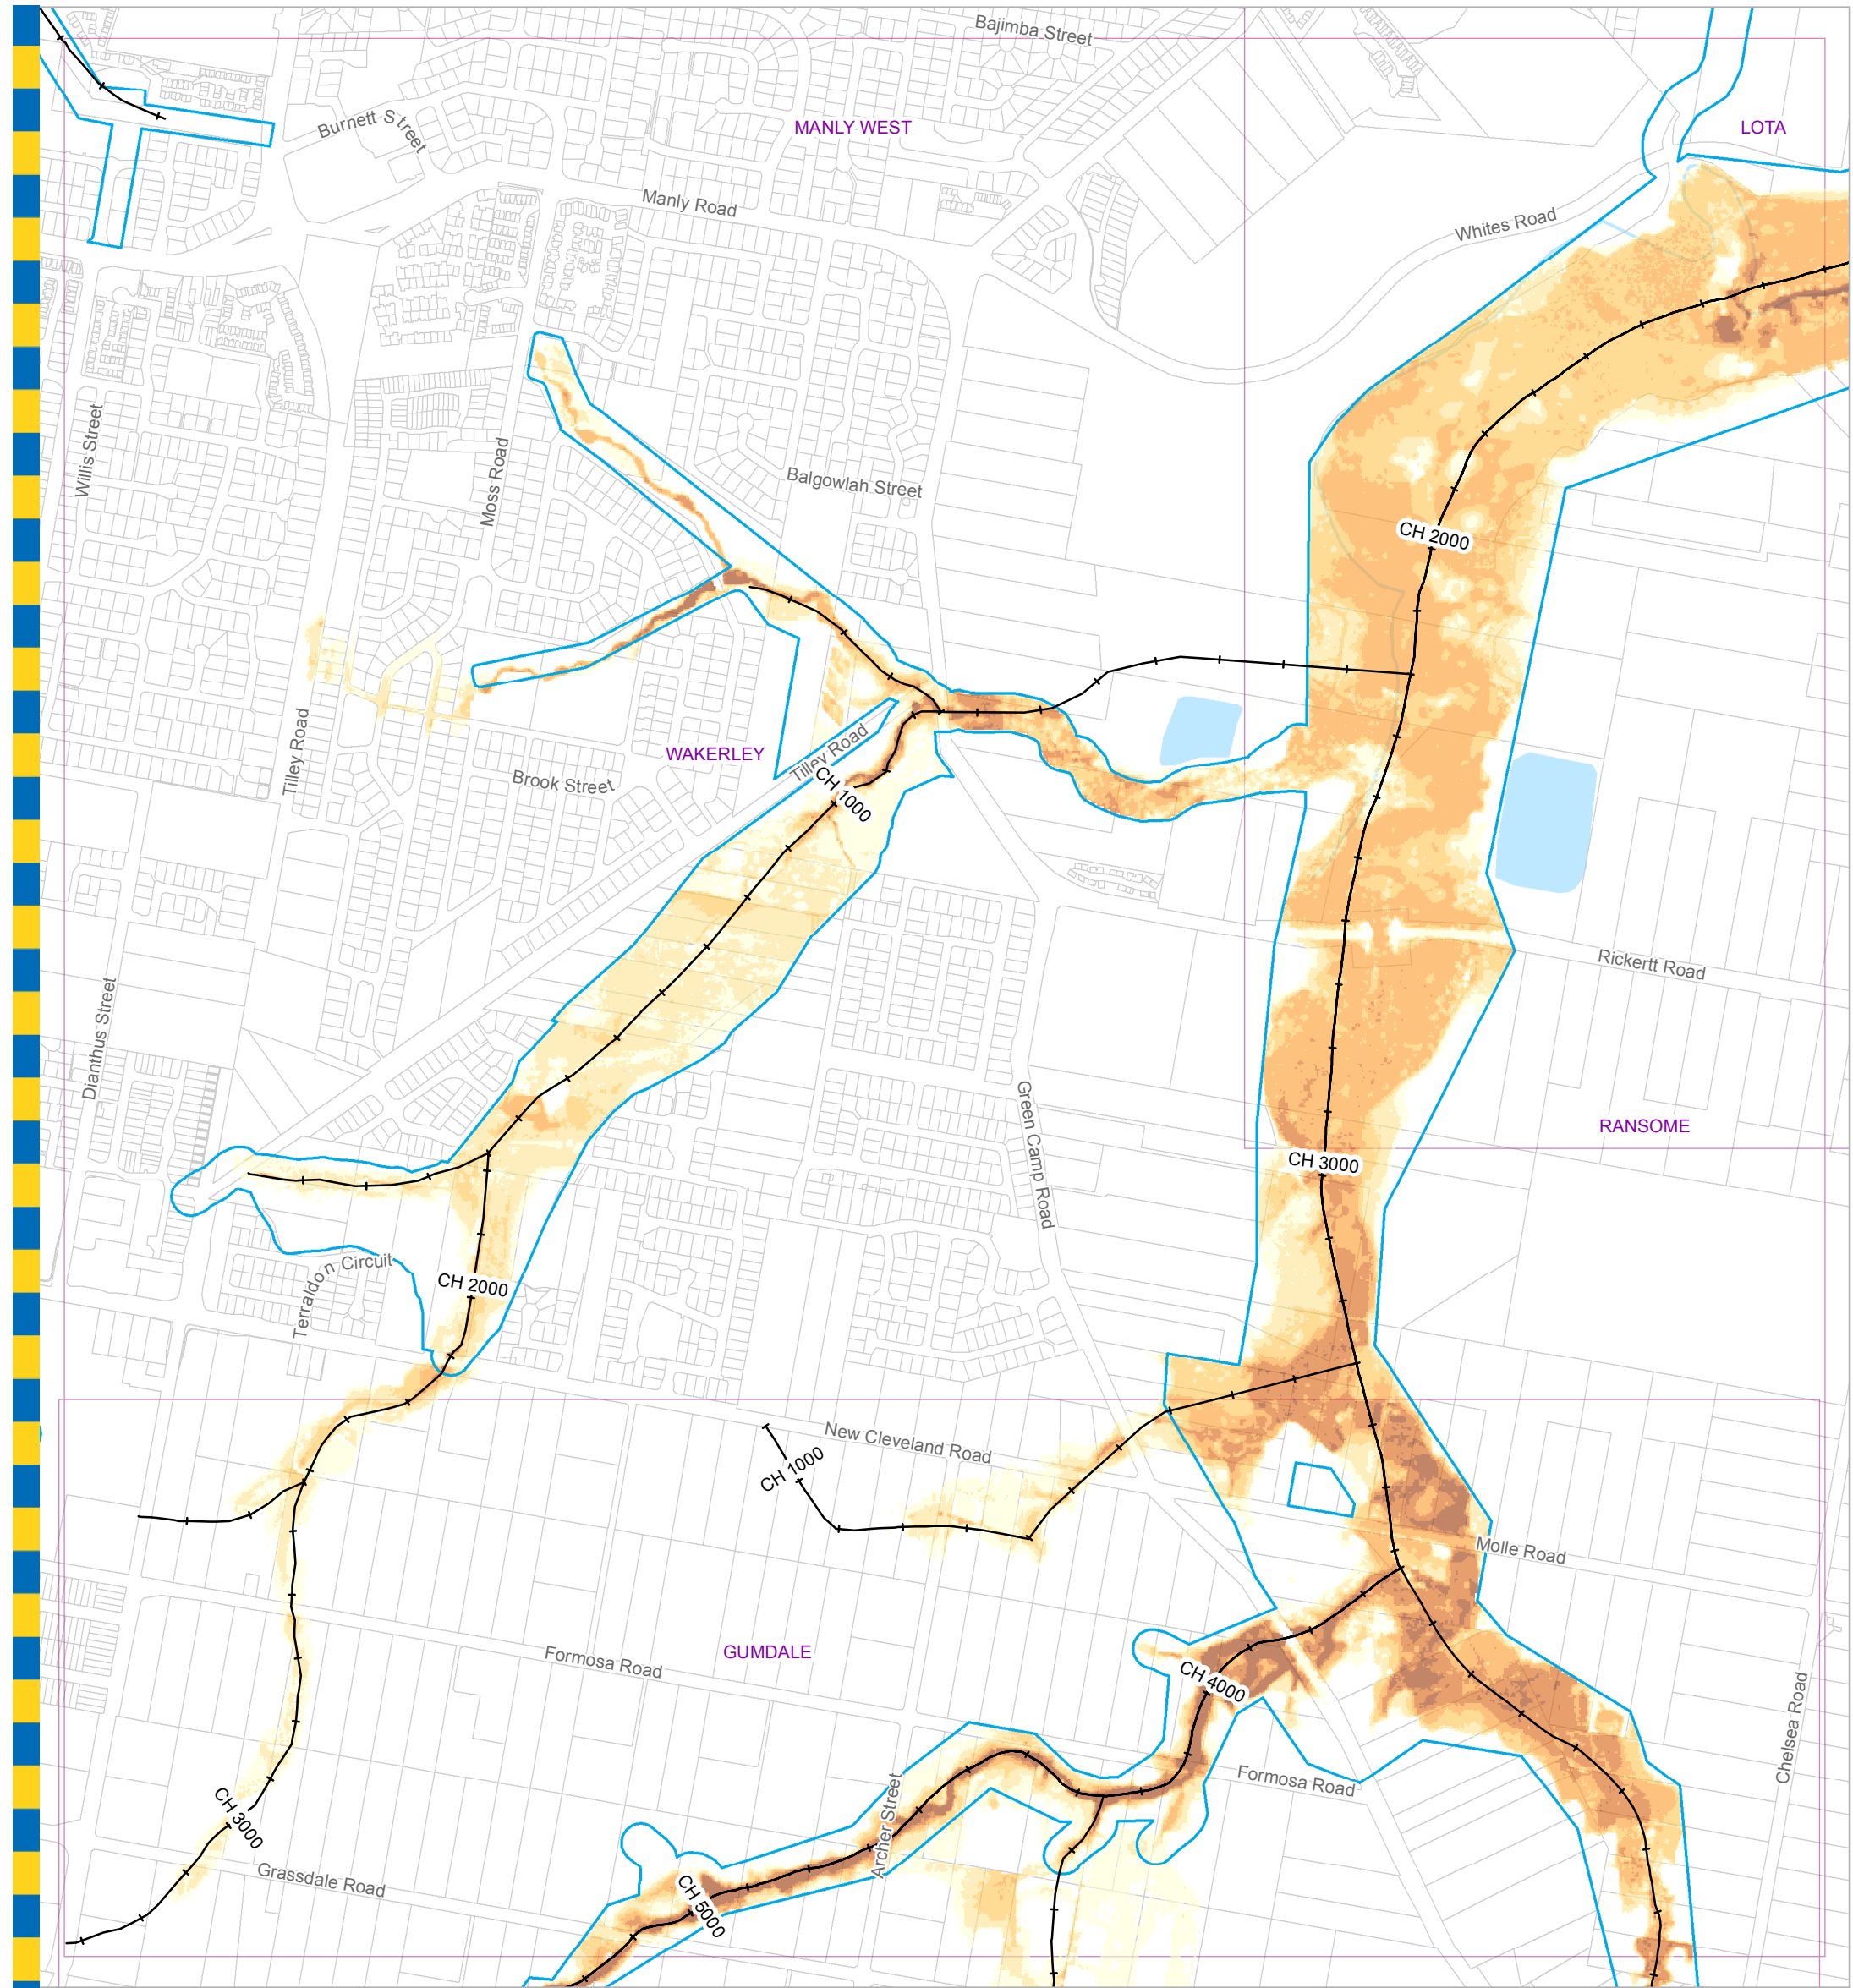 Bajimba Street
MANLY WEST
LOTA
Burnett Street
Manly Road
Whites Road
Willis Street
Moss Road
Balgowlah Street
CH 2000
Tilley Road
WAKERLEY
Tilley Road
Brook Street
CH 1000
Rickertt Road
Dianthus Street
Green Camp Road
RANSOME
CH 3000
Terraldon Circuit
CH 2000
New Cleveland Road
CH 1000
Molle Road
Formosa Road
GUMDALE
CH 4000
Chelsea Road
Formosa Road
Archer Street
CH 3000
Grassdale Road
CH 5000